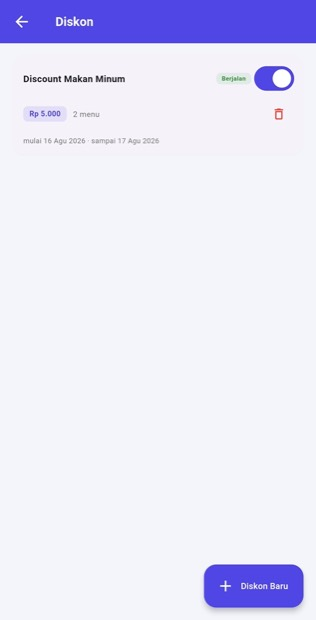 Diskon
Discount Makan Minum
Berjalan
Rp 5.000 2 menu
mulai 16 Agu 2026 · sampai 17 Agu 2026
Diskon Baru